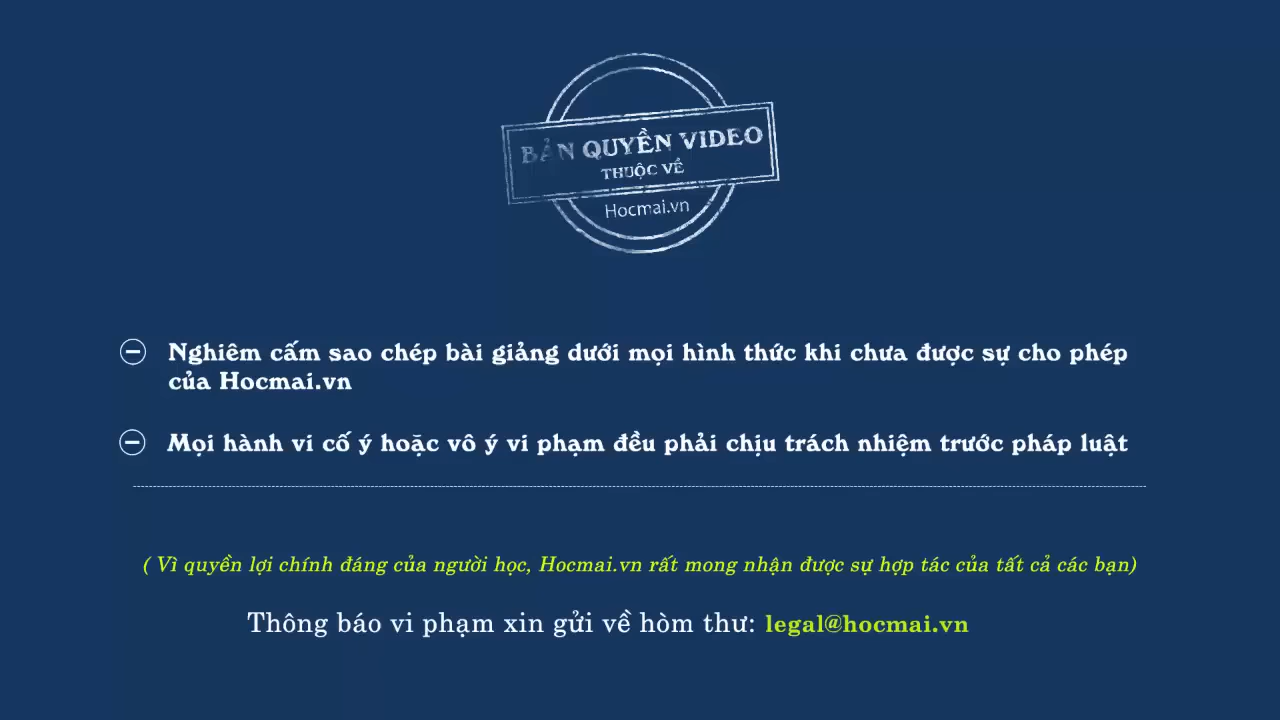 BẢN QUYỀN VIDEO
THUỘC VỀ
Hocmai.vn
Nghiêm cấm sao chép bài giảng dưới mọi hình thức khi chưa được sự cho phép
của Hocmai.vn
Mọi hành vi cố ý hoặc vô ý vi phạm đều phải chịu trách nhiệm trước pháp luật
( Vì quyền lợi chính đáng của người học, Hocmai.vn rất mong nhận được sự hợp tác của tất cả các bạn)
Thông báo vi phạm xin gửi về hòm thư: legal@hocmai.vn